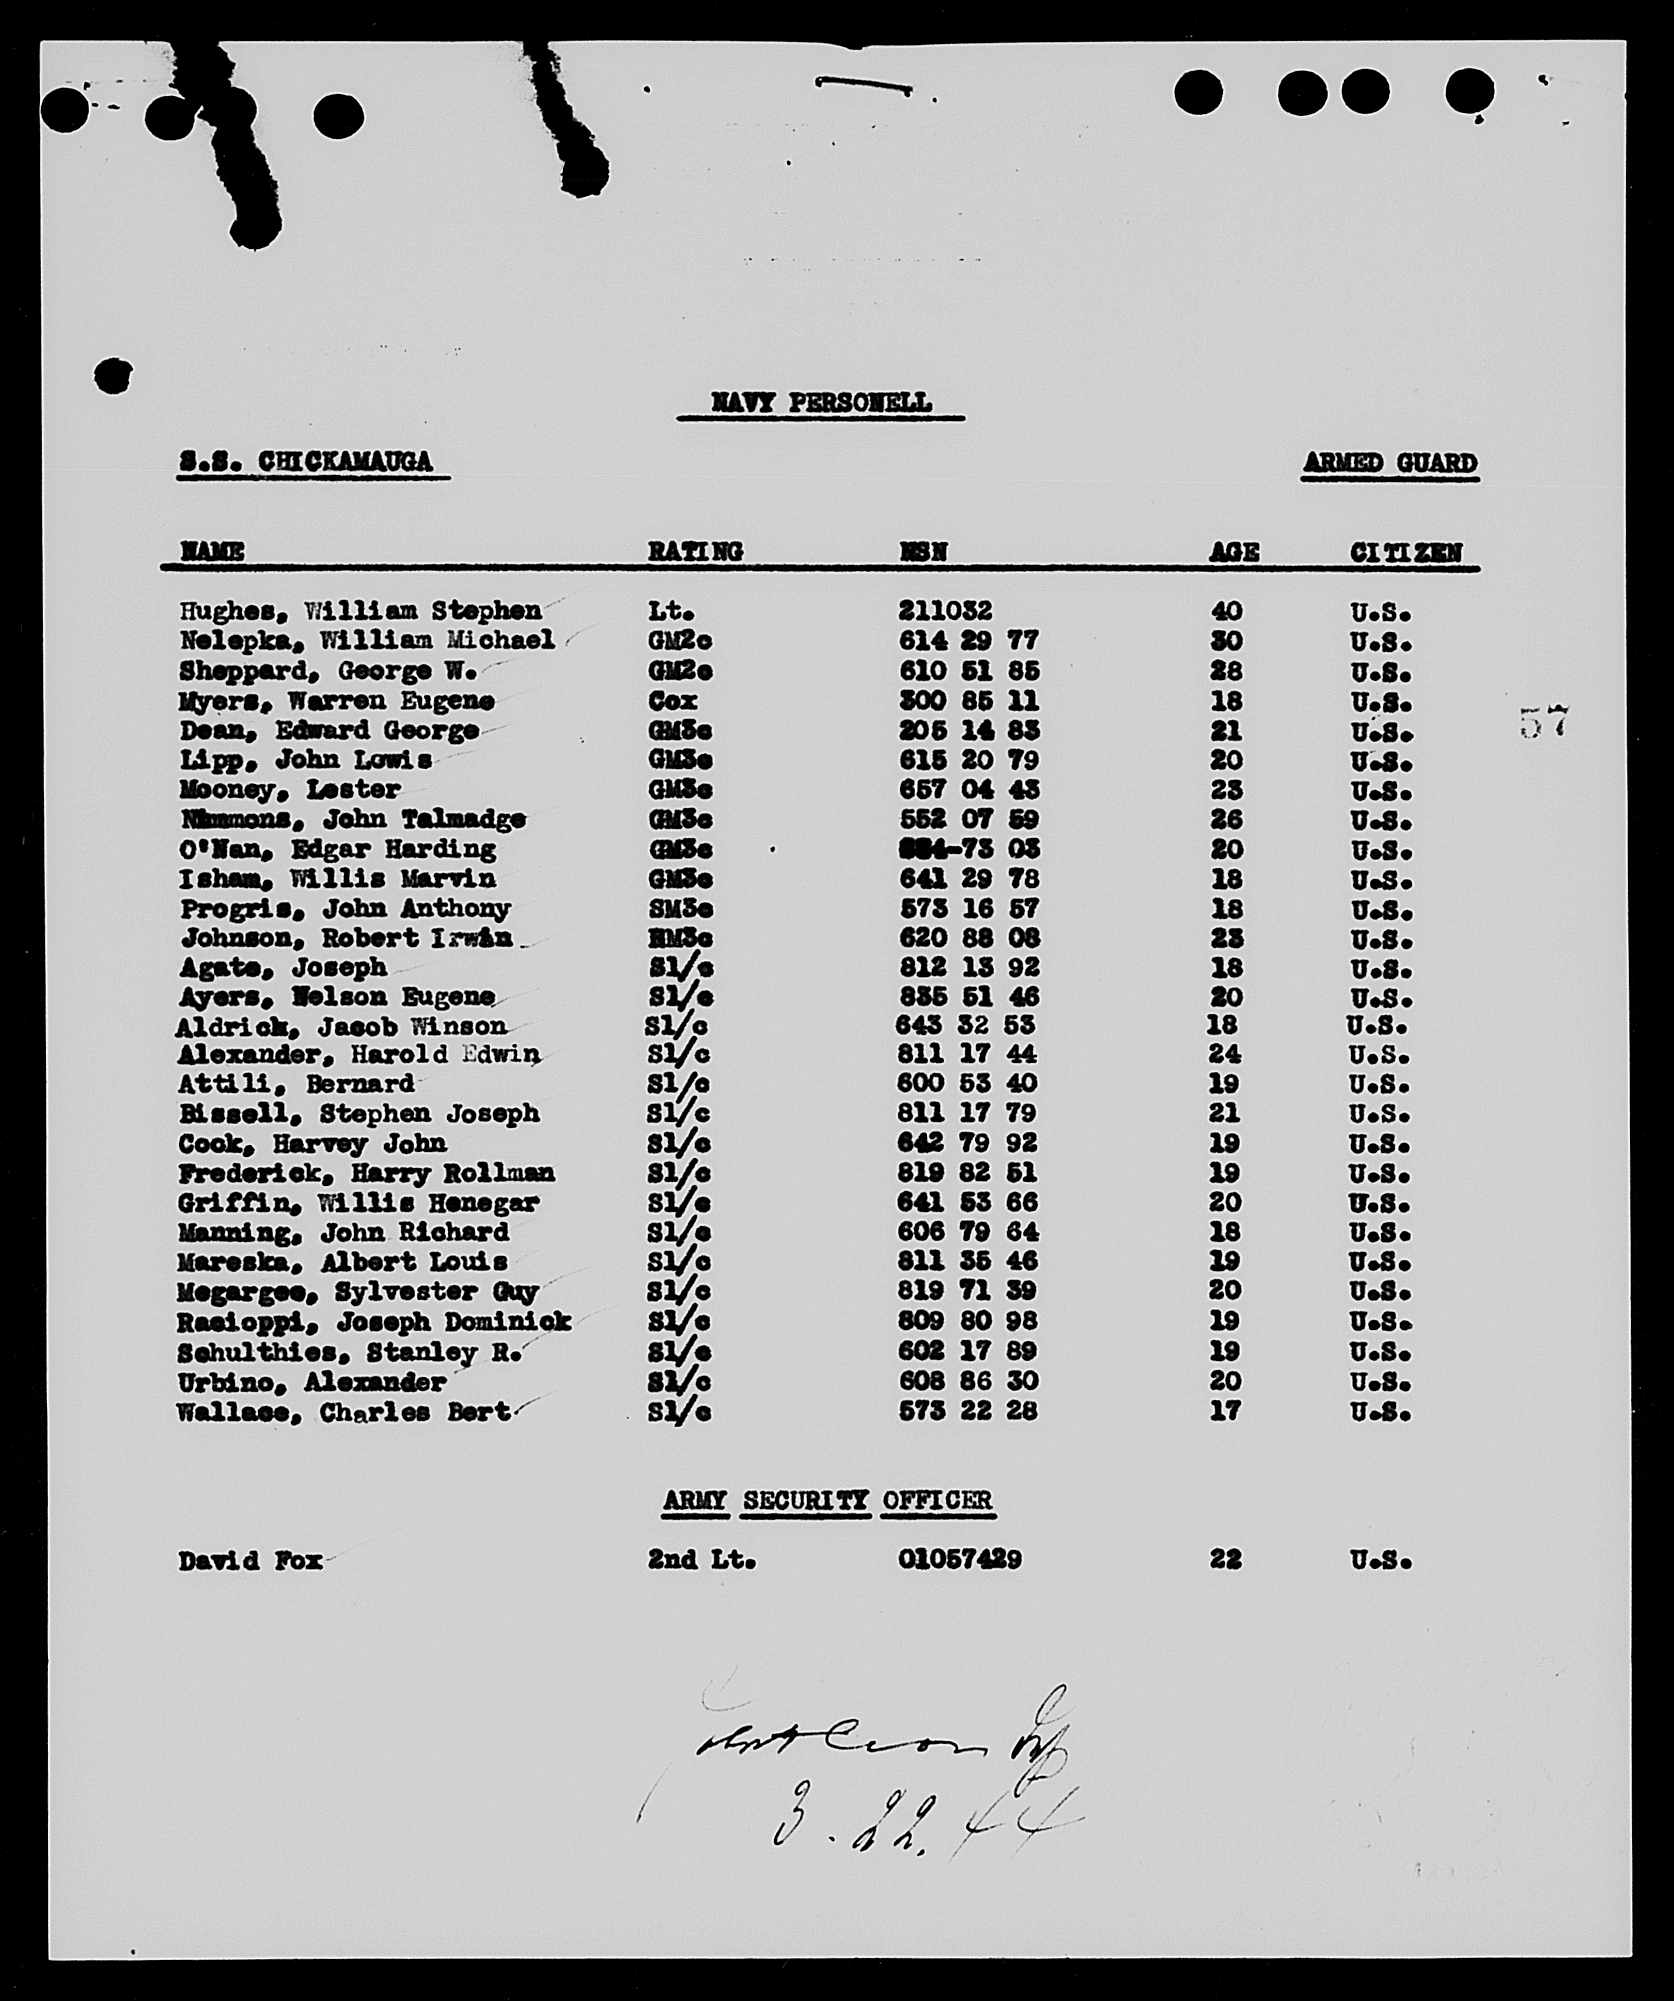 NAVY PERSONELL
S.S. CHICKAMAUGA ARMED GUARD
NAME RATING NSN AGE CITIZEN
Hughes, William Stephen Lt. 211032 40 U.S.
Nelepka, William Michael GM2c 614 29 77 30 U.S.
Sheppard, George W. GM2c 610 51 85 28 U.S.
Myers, Warren Eugene Cox 300 85 11 18 U.S.
Dean, Edward George GM3c 205 14 83 21 U.S.
57
Lipp, John Lewis GM3c 615 20 79 20 U.S.
Mooney, Lester GM3c 657 04 43 23 U.S.
Nimmons, John Talmadge GM3c 552 07 59 26 U.S.
O'Nan, Edgar Harding GM3c 73 03 20 U.S.
Isham, Willis Marvin GM3c 641 29 78 18 U.S.
Progris, John Anthony SM3c 573 16 57 18 U.S.
Johnson, Robert Irwin RM3c 620 88 08 23 U.S.
Agate, Joseph S1/c 812 13 92 18 U.S.
Ayers, Nelson Eugene S1/c 835 51 46 20 U.S.
Aldrick, Jacob Winson S1/c 643 32 53 18 U.S.
Alexander, Harold Edwin S1/c 811 17 44 24 U.S.
Attili, Bernard S1/c 600 53 40 19 U.S.
Bissell, Stephen Joseph S1/c 811 17 79 21 U.S.
Cook, Harvey John S1/c 642 79 92 19 U.S.
Frederick, Harry Rollman S1/c 819 82 51 19 U.S.
Griffin, Willis Henegar S1/c 641 53 66 20 U.S.
Manning, John Richard S1/c 606 79 64 18 U.S.
Mareska, Albert Louis S1/c 811 35 46 19 U.S.
Megargee, Sylvester Guy S1/c 819 71 39 20 U.S.
Racioppi, Joseph Dominick S1/c 809 80 98 19 U.S.
Schulthies, Stanley R. S1/c 602 17 89 19 U.S.
Urbino, Alexander S1/c 608 86 30 20 U.S.
Wallace, Charles Bert S1/c 573 22 28 17 U.S.
ARMY SECURITY OFFICER
David Fox 2nd Lt. 01057429 22 U.S.
3. 22. 44